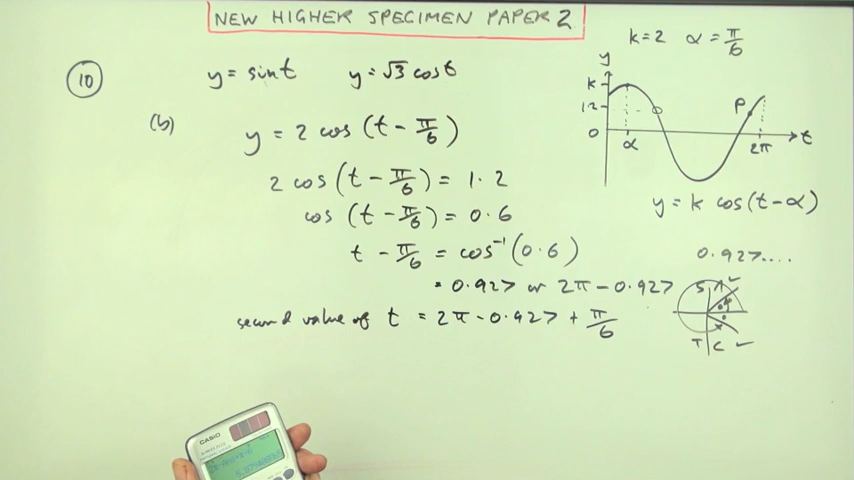 NEW HIGHER SPECIMEN PAPER 2
k=2 α=π/6
10 y = sin t y = √3 cos t
y
k
1.2
0
α
P
2π
t
y = k cos(t-α)
(b) y = 2 cos (t - π/6)
2 cos (t - π/6) = 1.2
cos (t - π/6) = 0.6
t - π/6 = cos⁻¹(0.6)
0.927....
= 0.927 or 2π - 0.927
S A ✓
T C ✓
second value of t = 2π - 0.927 + π/6
CASIO